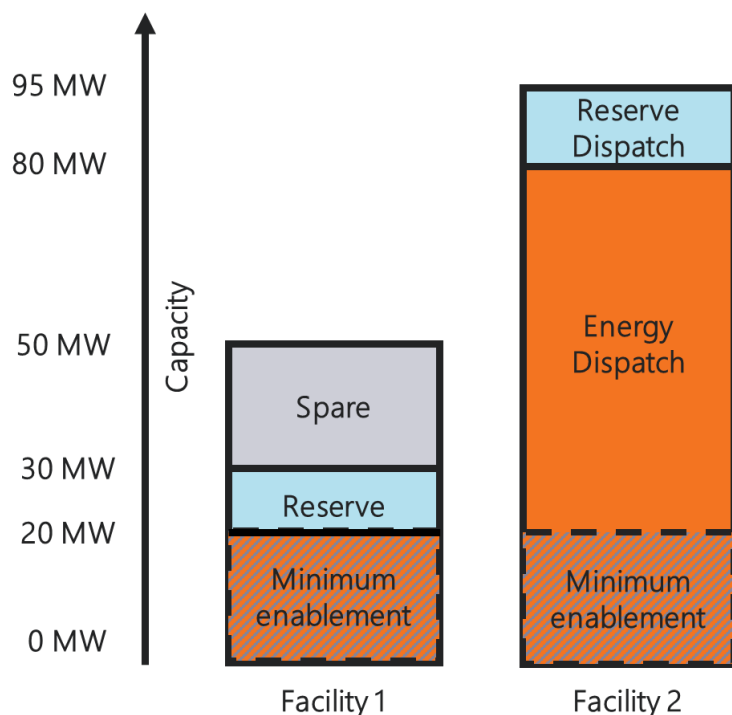 95 MW
80 MW
50 MW
30 MW
20 MW
0 MW
Capacity
Spare
Reserve
Minimum
enablement
Facility 1
Reserve
Dispatch
Energy
Dispatch
Minimum
enablement
Facility 2